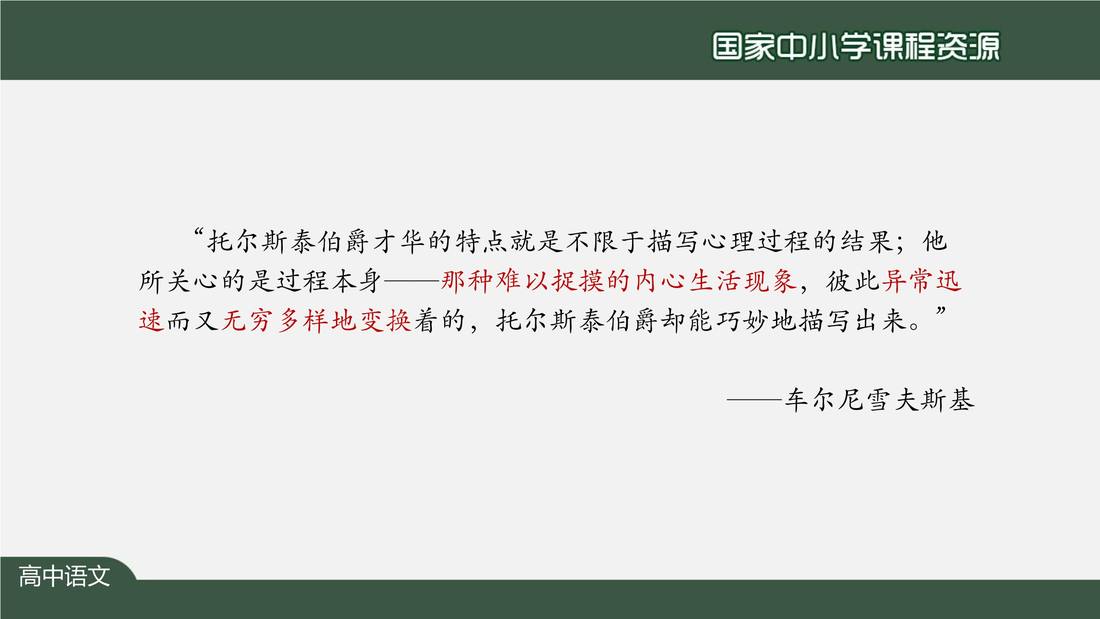 国家中小学课程资源
“托尔斯泰伯爵才华的特点就是不限于描写心理过程的结果；他
所关心的是过程本身——那种难以捉摸的内心生活现象，彼此异常迅
速而又无穷多样地变换着的，托尔斯泰伯爵却能巧妙地描写出来。”
——车尔尼雪夫斯基
高中语文